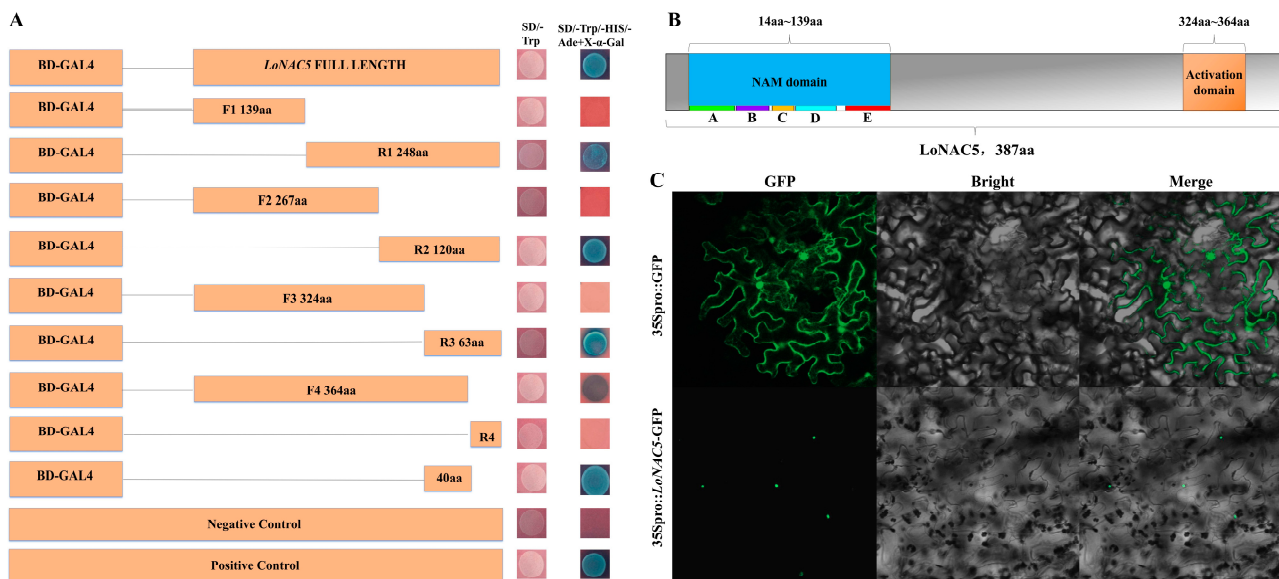 A
SD/-
Trp
SD/-Trp/-HIS/-
Ade+X-α-Gal
BD-GAL4
LoNAC5 FULL LENGTH
BD-GAL4
F1 139aa
BD-GAL4
R1 248aa
BD-GAL4
F2 267aa
BD-GAL4
R2 120aa
BD-GAL4
F3 324aa
BD-GAL4
R3 63aa
BD-GAL4
F4 364aa
BD-GAL4
R4
BD-GAL4
40aa
Negative Control
Positive Control
B
14aa~139aa
324aa~364aa
NAM domain
Activation
domain
A
B
C
D
E
LoNAC5, 387aa
C
GFP
Bright
Merge
35Spro::GFP
35Spro::LoNAC5-GFP